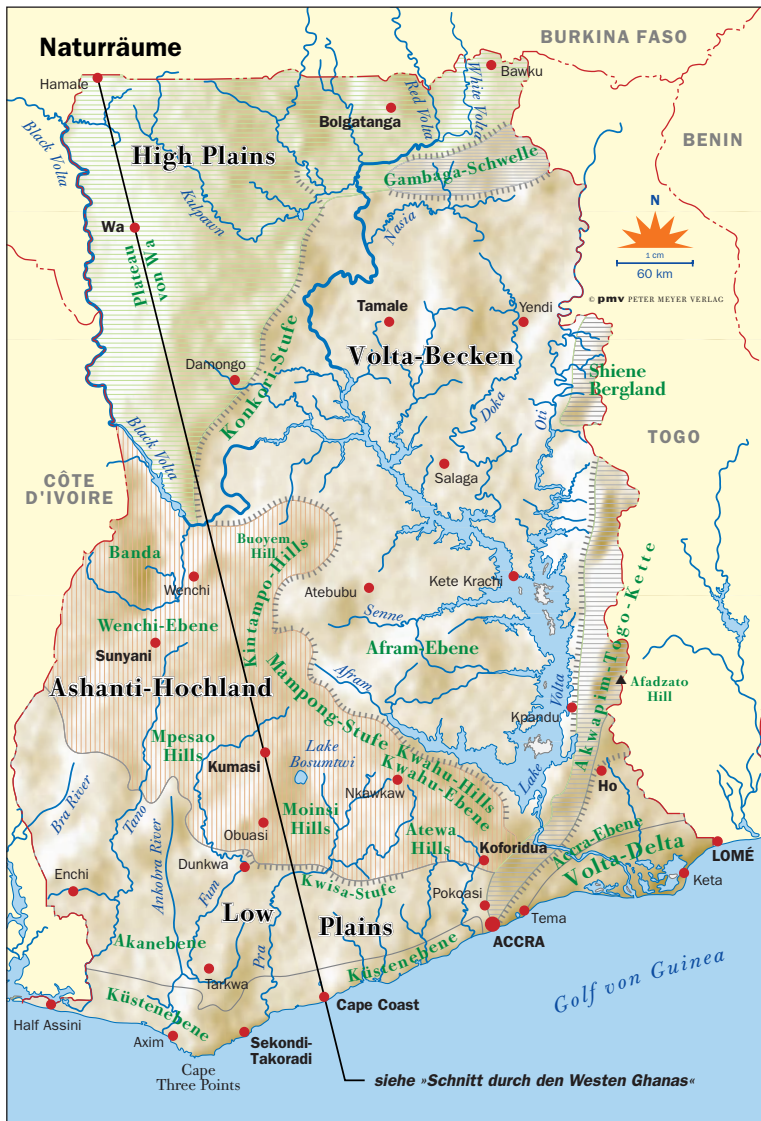 Naturräume
BURKINA FASO
Hamale
Bawku
Red Volta
White Volta
Bolgatanga
Black Volta
BENIN
High Plains
Gambaga-Schwelle
Kulpawn
Nasia
N
Wa
Plateau
von Wa
1 cm
60 km
© pmv PETER MEYER VERLAG
Tamale
Yendi
Volta-Becken
Konkori-Stufe
Damongo
Shiene
Bergland
Doka
Oti
TOGO
Black Volta
Salaga
CÔTE
D'IVOIRE
Buoyem
Hill
Banda
Kintampo-Hills
Wenchi
Atebubu
Kete Krachi
Senne
Wenchi-Ebene
Sunyani
Afram-Ebene
Akwapim-Togo-Kette
Afram
Ashanti-Hochland
Mampong-Stufe
Afadzato
Hill
Volta
Kpandu
Mpesao
Hills
Lake
Bosumtwi
Kwahu-Hills
Kwahu-Ebene
Kumasi
Lake
Ho
Nkawkaw
Bra River
Tano
Moinsi
Hills
Obuasi
Atewa
Hills
Koforidua
Accra-Ebene
Volta-Delta
LOMÉ
Ankobra River
Dunkwa
Enchi
Fum
Kwisa-Stufe
Keta
Pokoasi
Low
Plains
Tema
Akanebene
Pra
ACCRA
Küstenebene
Tarkwa
Golf von Guinea
Küstenebene
Cape Coast
Half Assini
Axim
Sekondi-
Takoradi
Cape
Three Points
siehe »Schnitt durch den Westen Ghanas«